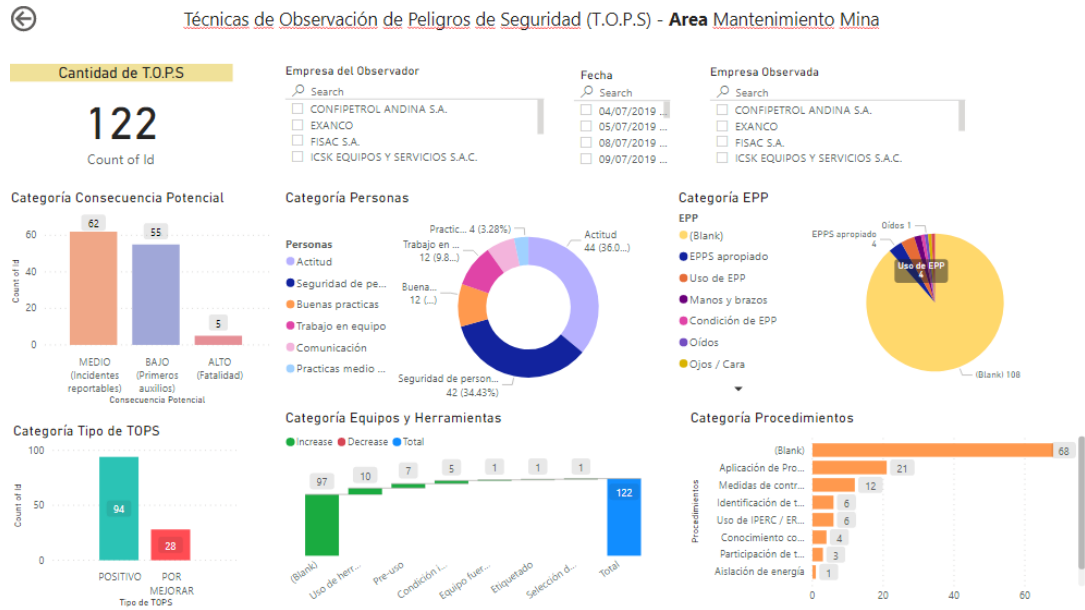 Técnicas de Observación de Peligros de Seguridad (T.O.P.S) - Area Mantenimiento Mina
Cantidad de T.O.P.S
122
Count of Id
Empresa del Observador
Search
CONFIPETROL ANDINA S.A.
EXANCO
FISAC S.A.
ICSK EQUIPOS Y SERVICIOS S.A.C.
Fecha
Search
04/07/2019 ...
05/07/2019 ...
08/07/2019 ...
09/07/2019 ...
Empresa Observada
Search
CONFIPETROL ANDINA S.A.
EXANCO
FISAC S.A.
ICSK EQUIPOS Y SERVICIOS S.A.C.
Categoría Consecuencia Potencial
Count of Id
60
40
20
0
62
55
5
MEDIO
(Incidentes
reportables)
BAJO
(Primeros
auxilios)
ALTO
(Fatalidad)
Consecuencia Potencial
Categoría Personas
Personas
Actitud
Seguridad de pe...
Buenas practicas
Trabajo en equipo
Comunicación
Practicas medio ...
Practic... 4 (3.28%)
Trabajo en ...
12 (9.8...)
Buena...
12 (...)
Actitud
44 (36.0...)
Seguridad de person...
42 (34.43%)
Categoría EPP
EPP
(Blank)
EPPS apropiado
Uso de EPP
Manos y brazos
Condición de EPP
Oídos
Ojos / Cara
Oídos 1
EPPS apropiado
4
Uso de EPP
4
(Blank) 108
Categoría Tipo de TOPS
Count of Id
100
50
0
94
28
POSITIVO
POR
MEJORAR
Tipo de TOPS
Categoría Equipos y Herramientas
Increase Decrease Total
97
10
7
5
1
1
1
122
(Blank)
Uso de herr...
Pre-uso
Condición i...
Equipo fuer...
Etiquetado
Selección d...
Total
Categoría Procedimientos
Procedimientos
(Blank) 68
Aplicación de Pro... 21
Medidas de contr... 12
Identificación de t... 6
Uso de IPERC / ER... 6
Conocimiento co... 4
Participación de t... 3
Aislación de energía 1
0 20 40 60